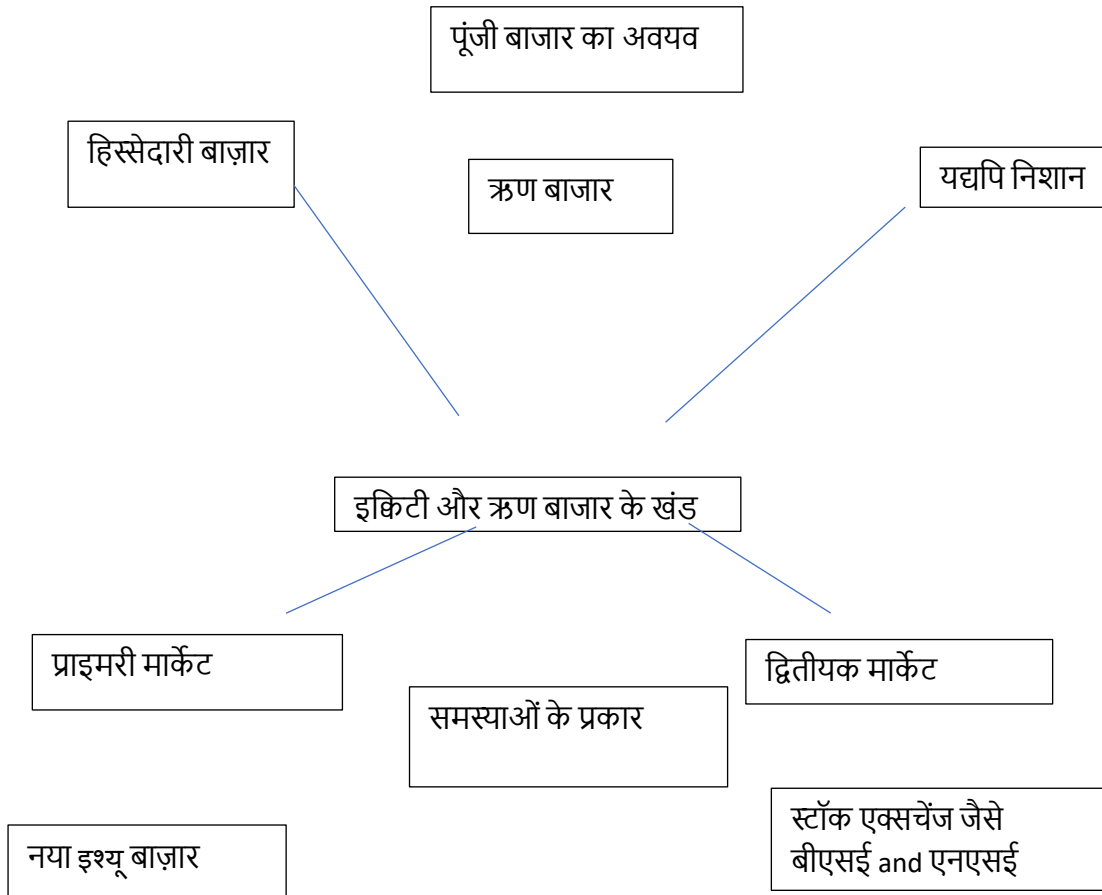 पूंजी बाजार का अवयव
हिस्सेदारी बाज़ार
ऋण बाजार
यद्यपि निशान
इक्विटी और ऋण बाजार के खंड
प्राइमरी मार्केट
द्वितीयक मार्केट
समस्याओं के प्रकार
स्टॉक एक्सचेंज जैसे
बीएसई and एनएसई
नया इश्यू बाज़ार